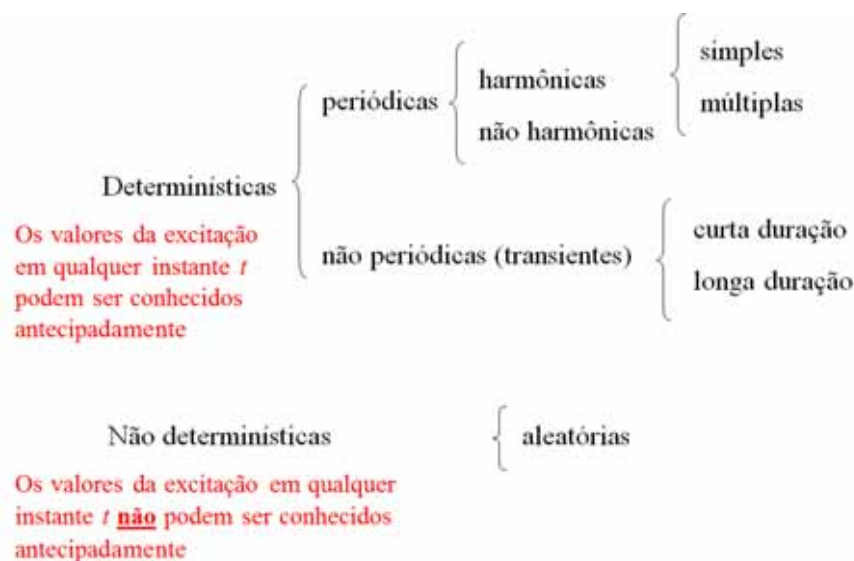 simples
harmônicas
periódicas
múltiplas
não harmônicas
Determinísticas
Os valores da excitação
em qualquer instante t
podem ser conhecidos
antecipadamente
curta duração
não periódicas (transientes)
longa duração
Não determinísticas
aleatórias
Os valores da excitação em qualquer
instante t não podem ser conhecidos
antecipadamente